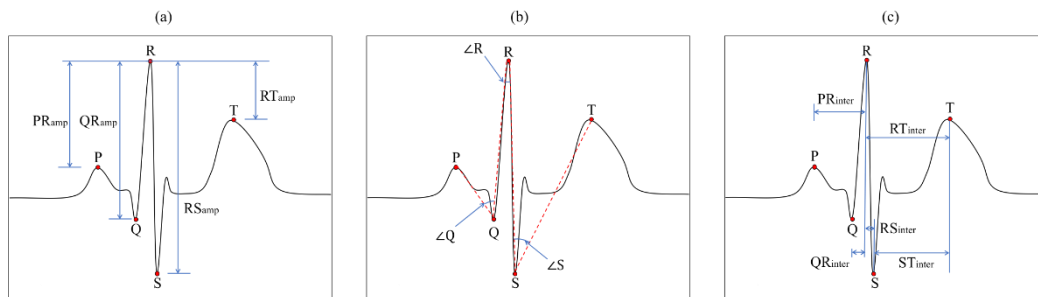 (a)
R
RTamp
PRamp
QRamp
T
P
RSamp
Q
S
(b)
∠R
R
T
P
∠Q
Q
∠S
S
(c)
R
PRinter
T
RTinter
P
Q
RSinter
QRinter
STinter
S